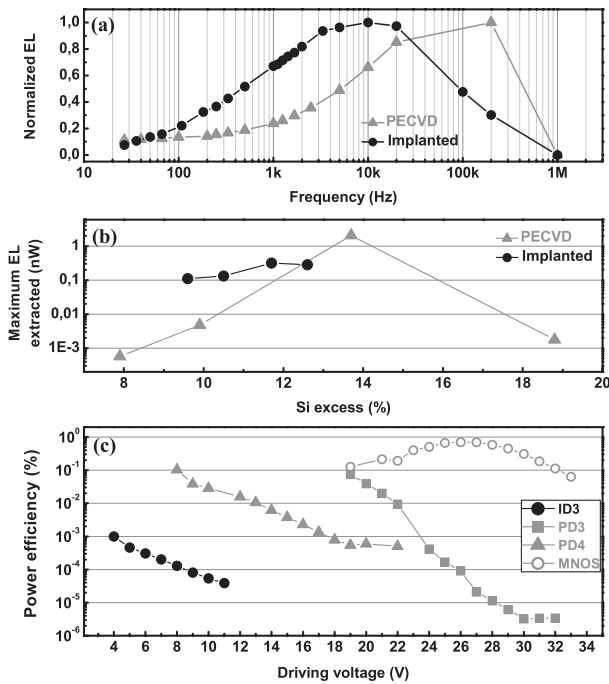 (a)
Normalized EL
1,0
0,8
0,6
0,4
0,2
0,0
PECVD
Implanted
10 100 1k 10k 100k 1M
Frequency (Hz)
(b)
Maximum EL
extracted (nW)
1
0,1
0,01
1E-3
PECVD
Implanted
8 10 12 14 16 18 20
Si excess (%)
(c)
Power efficiency (%)
10^0
10^-1
10^-2
10^-3
10^-4
10^-5
10^-6
ID3
PD3
PD4
MNOS
4 6 8 10 12 14 16 18 20 22 24 26 28 30 32 34
Driving voltage (V)